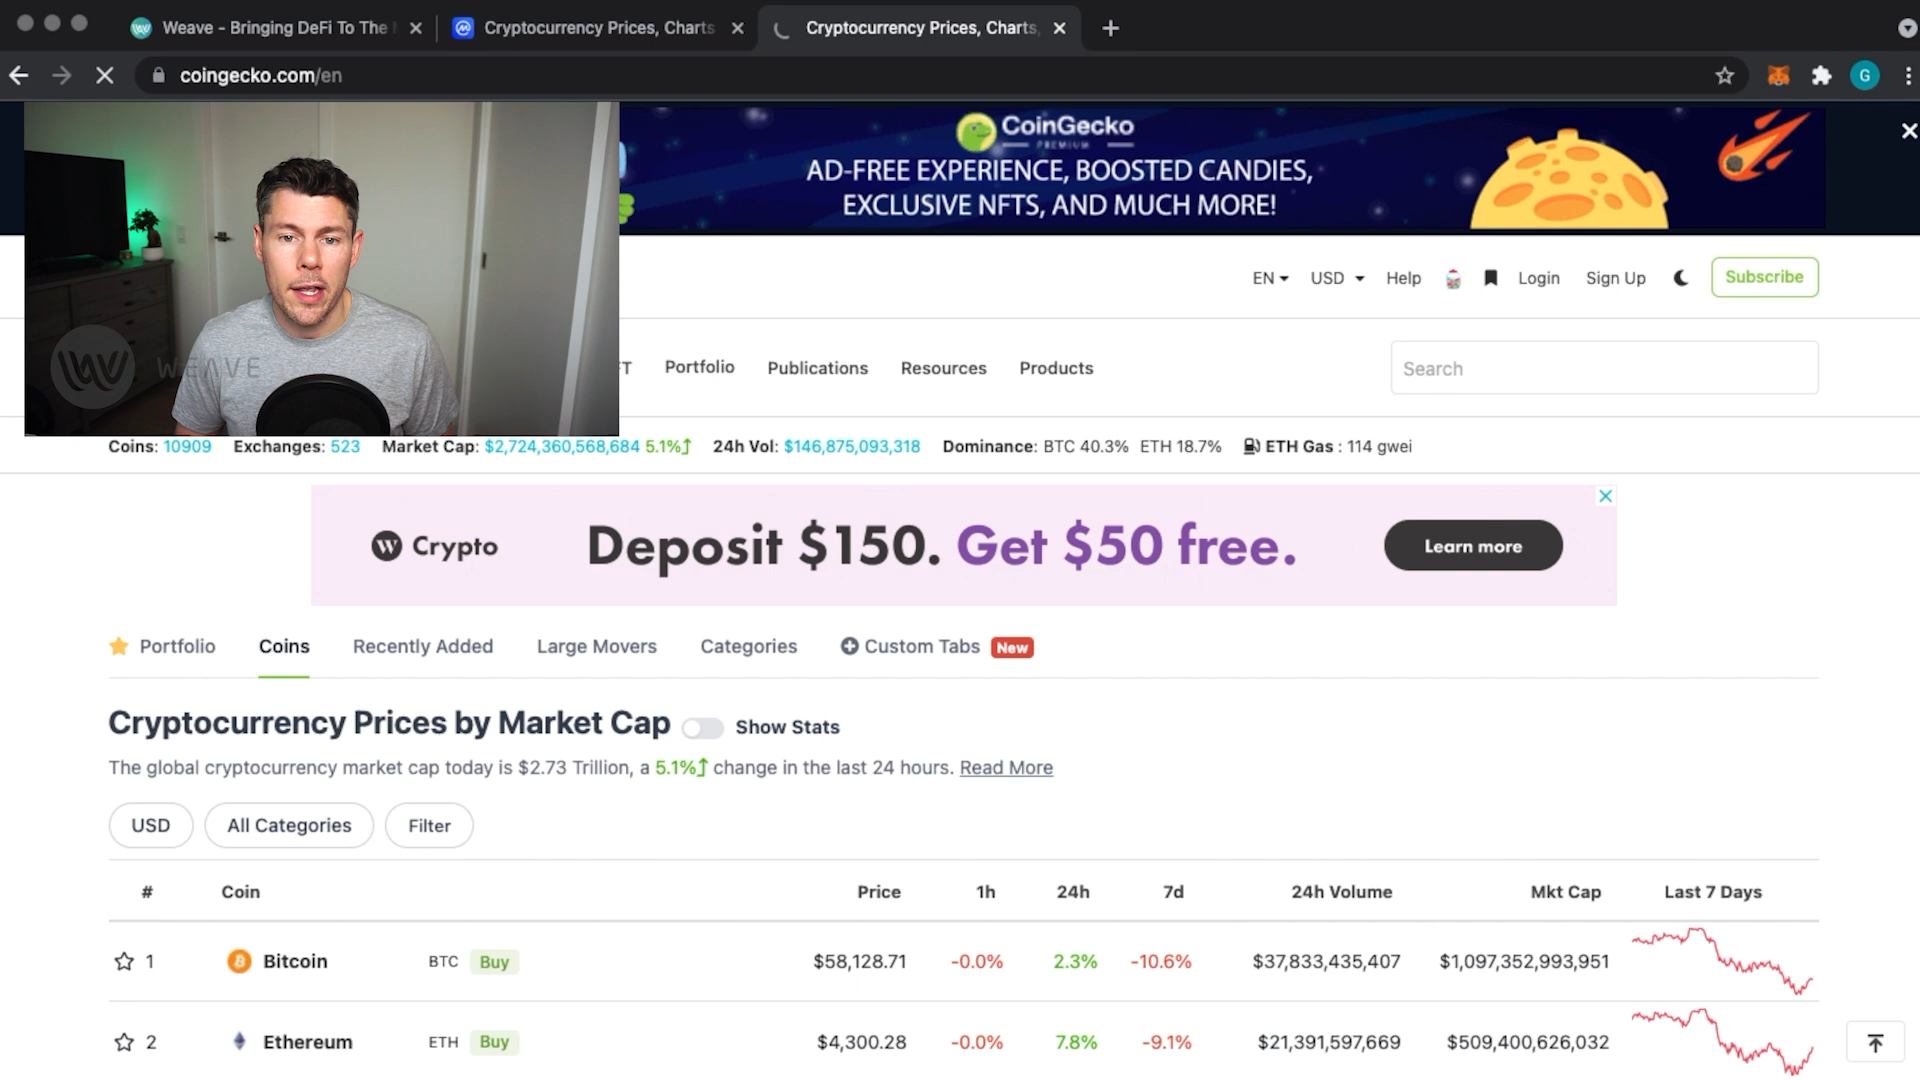 Weave - Bringing DeFi To The
Cryptocurrency Prices, Charts
Cryptocurrency Prices, Charts,
coingecko.com/en
G
CoinGecko
PREMIUM
AD-FREE EXPERIENCE, BOOSTED CANDIES,
EXCLUSIVE NFTS, AND MUCH MORE!
EN
USD
Help
Login
Sign Up
Subscribe
WEAVE
FT
Portfolio
Publications
Resources
Products
Search
Coins: 10909 Exchanges: 523 Market Cap: $2,724,360,568,684 5.1% 24h Vol: $146,875,093,318 Dominance: BTC 40.3% ETH 18.7% ETH Gas : 114 gwei
W Crypto
Deposit $150. Get $50 free.
Learn more
Portfolio
Coins
Recently Added
Large Movers
Categories
Custom Tabs New
Cryptocurrency Prices by Market Cap
Show Stats
The global cryptocurrency market cap today is $2.73 Trillion, a 5.1% change in the last 24 hours. Read More
USD
All Categories
Filter
# Coin Price 1h 24h 7d 24h Volume Mkt Cap Last 7 Days
1 Bitcoin BTC Buy $58,128.71 -0.0% 2.3% -10.6% $37,833,435,407 $1,097,352,993,951
2 Ethereum ETH Buy $4,300.28 -0.0% 7.8% -9.1% $21,391,597,669 $509,400,626,032